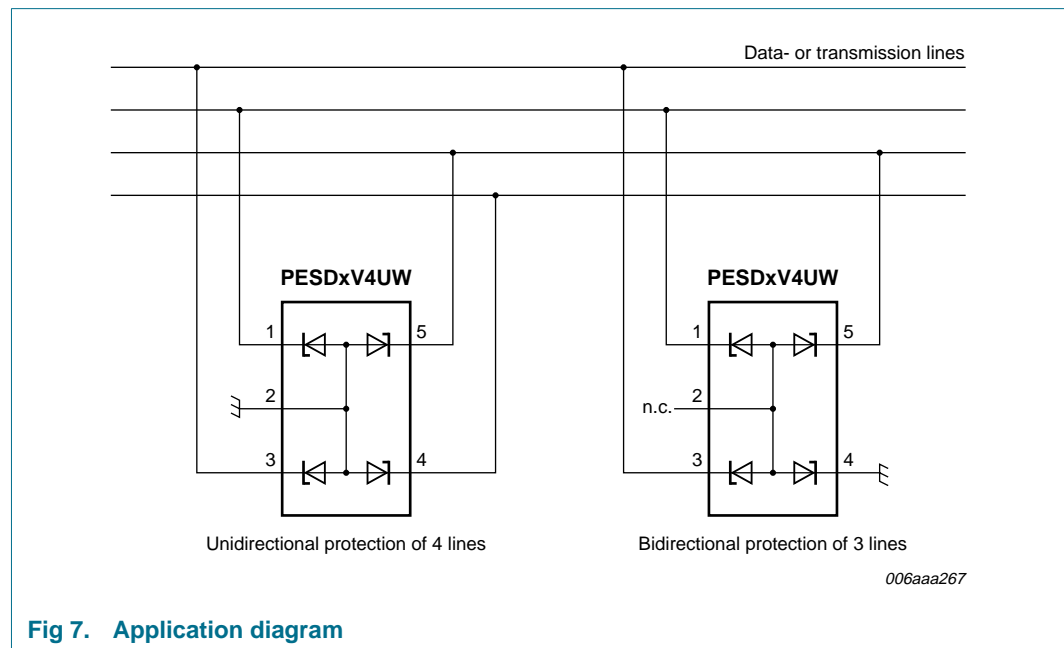 Data- or transmission lines
PESDxV4UW PESDxV4UW
1 5 1 5
2 n.c. 2
3 4 3 4
Unidirectional protection of 4 lines Bidirectional protection of 3 lines
006aaa267
Fig 7. Application diagram